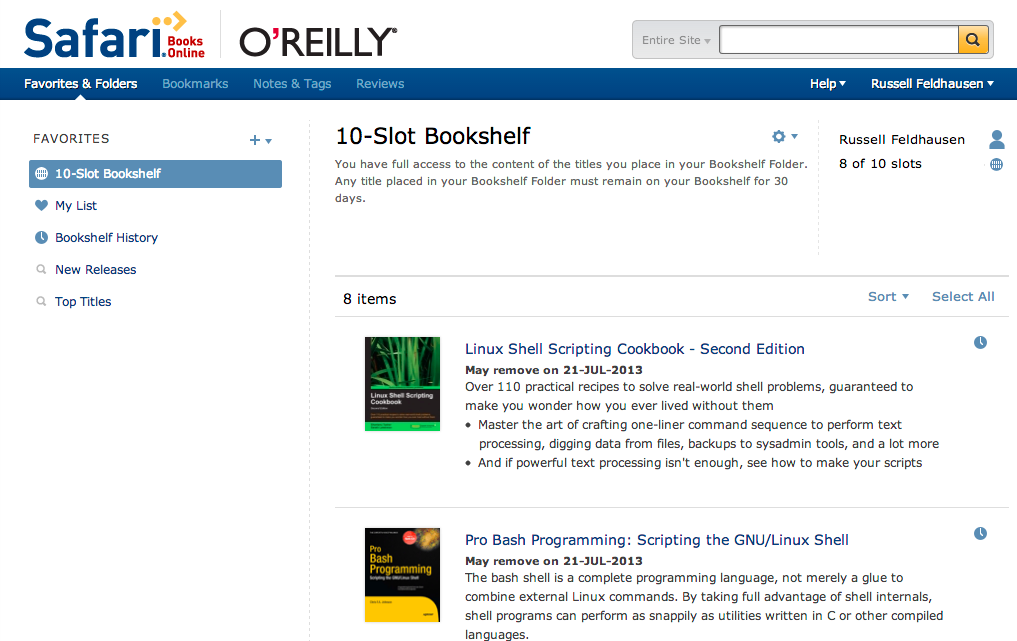 Safari Books Online
O'REILLY®
Entire Site
Favorites & Folders
Bookmarks
Notes & Tags
Reviews
Help
Russell Feldhausen
FAVORITES
10-Slot Bookshelf
My List
Bookshelf History
New Releases
Top Titles
10-Slot Bookshelf
You have full access to the content of the titles you place in your Bookshelf Folder.
Any title placed in your Bookshelf Folder must remain on your Bookshelf for 30
days.
Russell Feldhausen
8 of 10 slots
8 items
Sort
Select All
Linux Shell Scripting
Cookbook
Linux Shell Scripting Cookbook - Second Edition
May remove on 21-JUL-2013
Over 110 practical recipes to solve real-world shell problems, guaranteed to
make you wonder how you ever lived without them
• Master the art of crafting one-liner command sequence to perform text
processing, digging data from files, backups to sysadmin tools, and a lot more
• And if powerful text processing isn't enough, see how to make your scripts
Pro
Bash
Programming
Scripting the GNU/Linux Shell
Pro Bash Programming: Scripting the GNU/Linux Shell
May remove on 21-JUL-2013
The bash shell is a complete programming language, not merely a glue to
combine external Linux commands. By taking full advantage of shell internals,
shell programs can perform as snappily as utilities written in C or other compiled
languages.